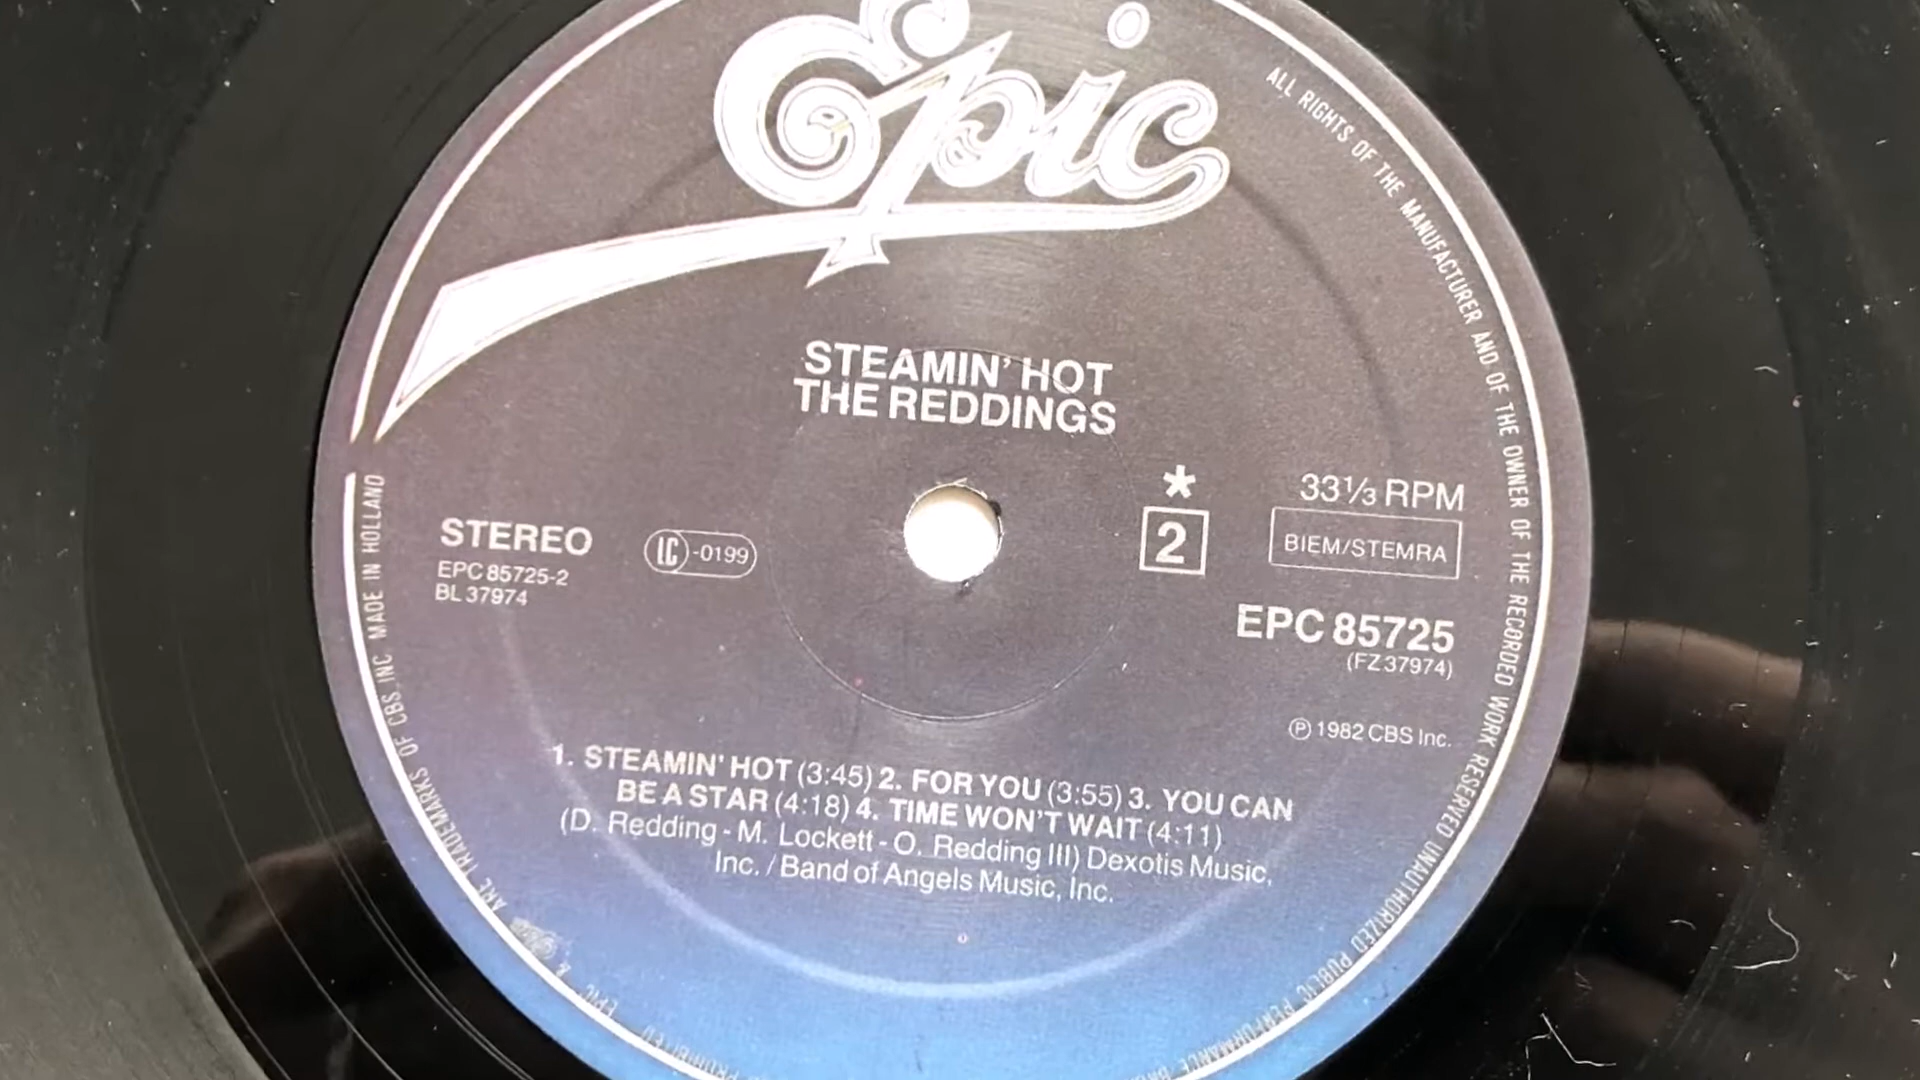 Epic
STEAMIN' HOT
THE REDDINGS
STEREO
EPC 85725-2
BL 37974
LC -0199
*
2
33⅓ RPM
BIEM/STEMRA
EPC 85725
(FZ 37974)
Ⓟ 1982 CBS Inc.
1. STEAMIN' HOT (3:45) 2. FOR YOU (3:55) 3. YOU CAN
BE A STAR (4:18) 4. TIME WON'T WAIT (4:11)
(D. Redding - M. Lockett - O. Redding III) Dexotis Music,
Inc. / Band of Angels Music, Inc.
ALL RIGHTS OF THE MANUFACTURER AND OF THE OWNER OF THE RECORDED WORK RESERVED UNAUTHORIZED PUBLIC PERFORMANCE
EPIC & ARE TRADEMARKS OF CBS INC MADE IN HOLLAND